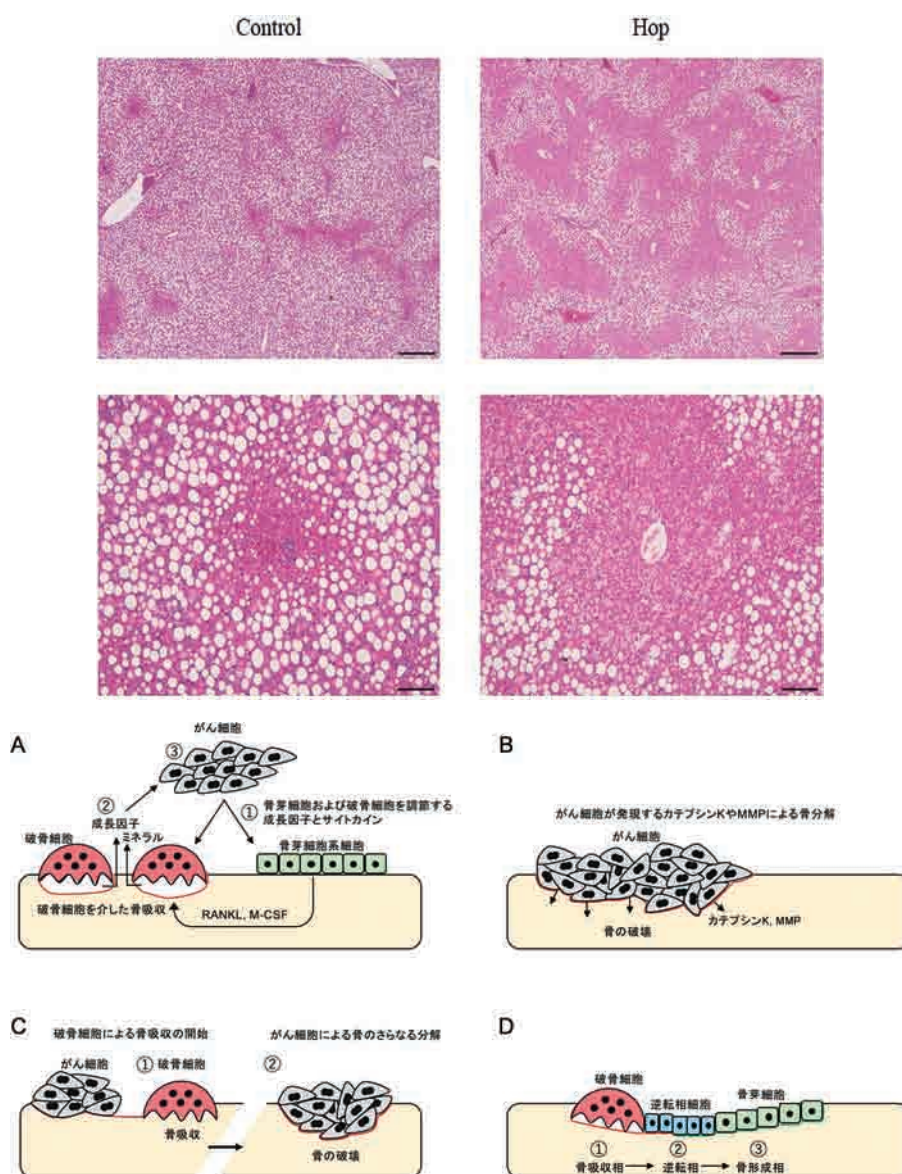 Control
Hop
A
がん細胞
③
②
成長因子
ミネラル
破骨細胞
① 骨芽細胞および破骨細胞を調節する
成長因子とサイトカイン
骨芽細胞系細胞
破骨細胞を介した骨吸収
RANKL, M-CSF
B
がん細胞が発現するカテプシンKやMMPによる骨分解
がん細胞
骨の破壊
カテプシンK, MMP
C
破骨細胞による骨吸収の開始
がん細胞による骨のさらなる分解
がん細胞
① 破骨細胞
②
骨吸収
骨の破壊
D
破骨細胞
逆転相細胞
骨芽細胞
①
②
③
骨吸収相
逆転相
骨形成相